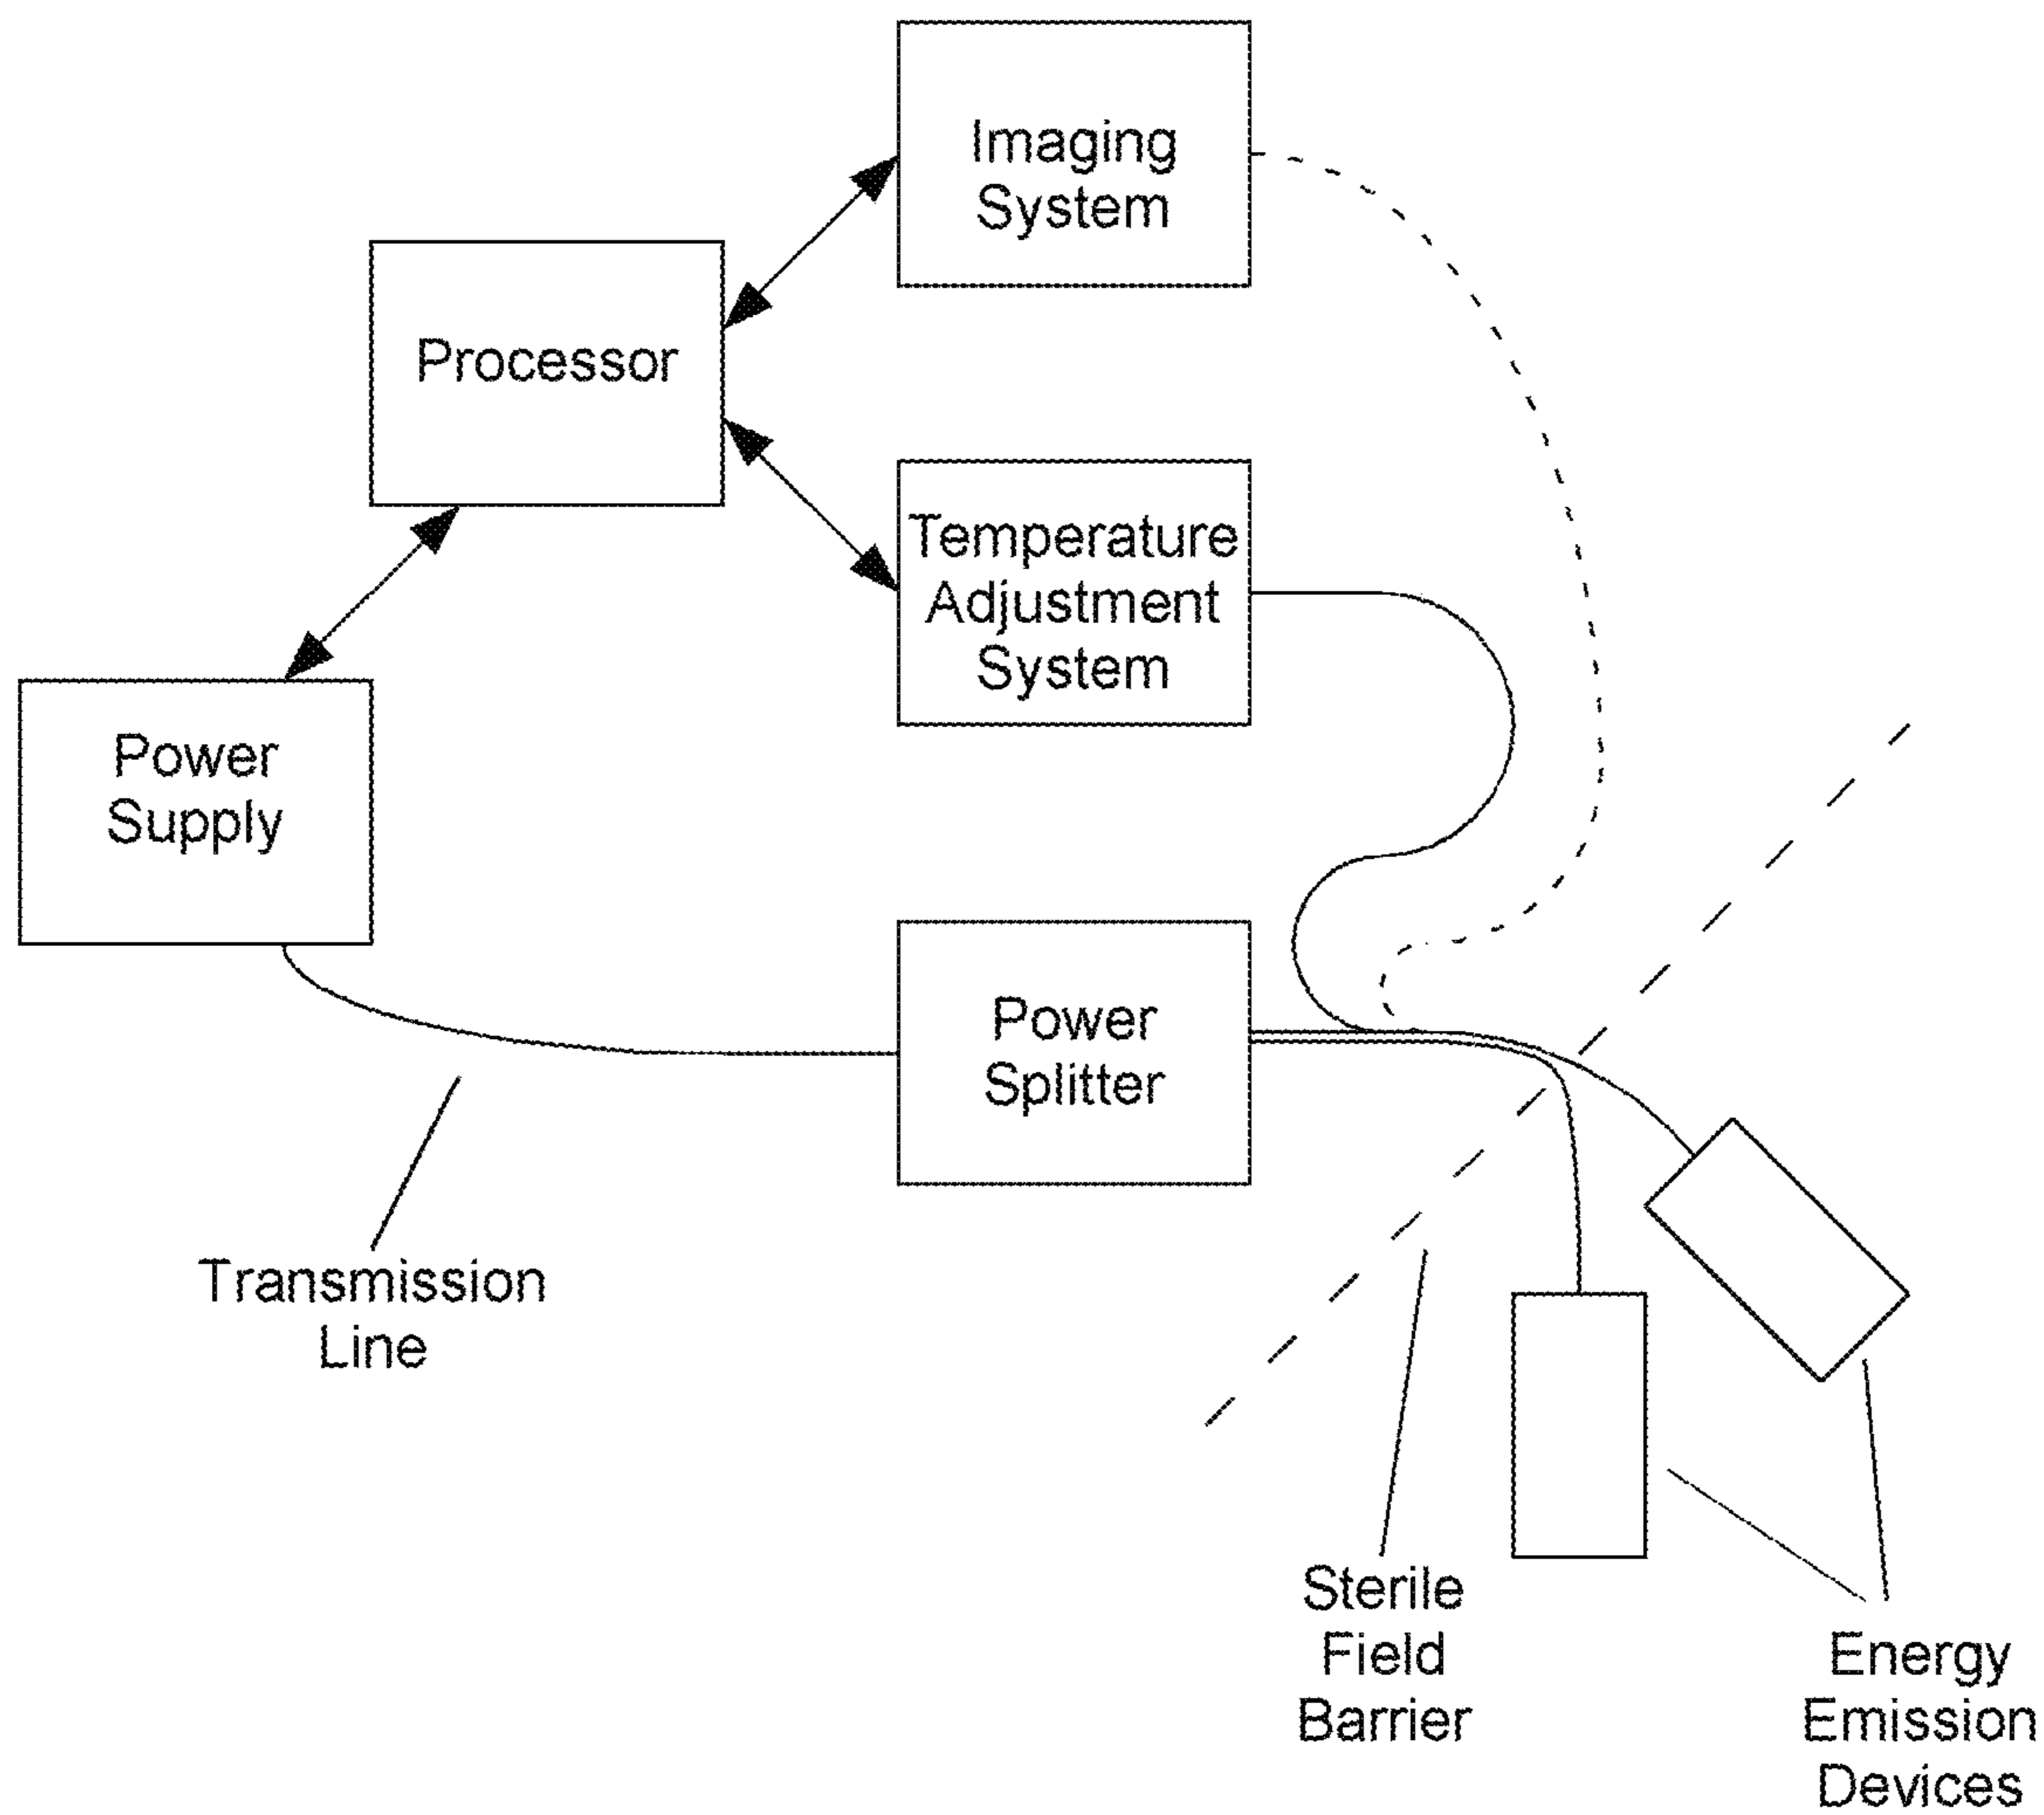 Imaging
System
Processor
Temperature
Adjustment
System
Power
Supply
Power
Splitter
Transmission
Line
Sterile
Field
Barrier
Energy
Emission
Devices